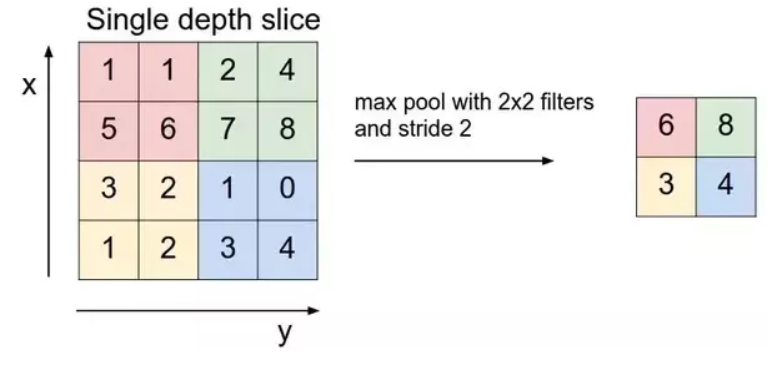 Single depth slice
x
1 1 2 4
5 6 7 8
3 2 1 0
1 2 3 4
y
max pool with 2x2 filters
and stride 2
6 8
3 4